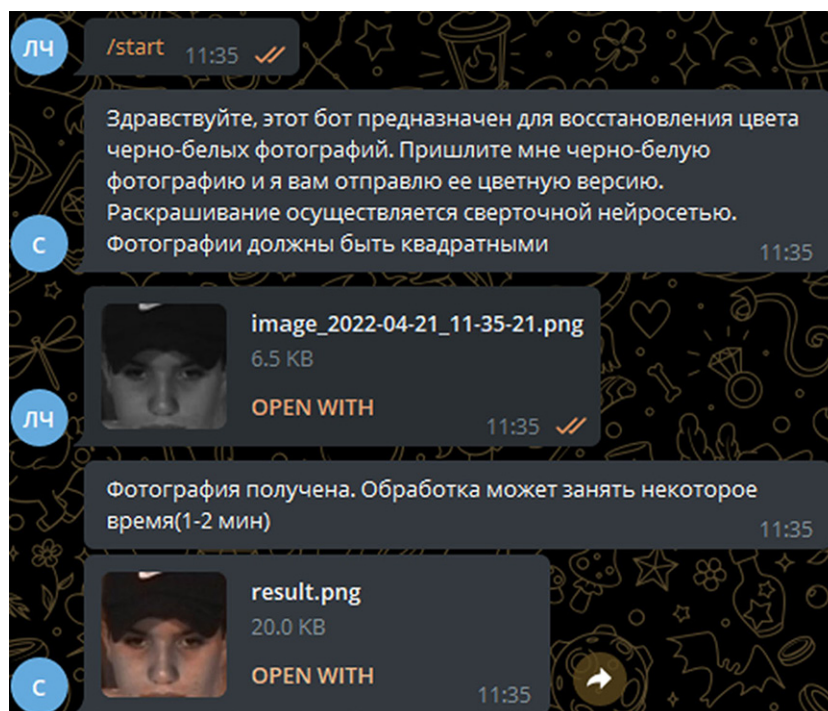 ЛЧ
/start 11:35
Здравствуйте, этот бот предназначен для восстановления цвета
черно-белых фотографий. Пришлите мне черно-белую
фотографию и я вам отправлю ее цветную версию.
Раскрашивание осуществляется сверточной нейросетью.
Фотографии должны быть квадратными 11:35
С
image_2022-04-21_11-35-21.png
6.5 KB
OPEN WITH
11:35
ЛЧ
Фотография получена. Обработка может занять некоторое
время(1-2 мин) 11:35
result.png
20.0 KB
OPEN WITH
11:35
С